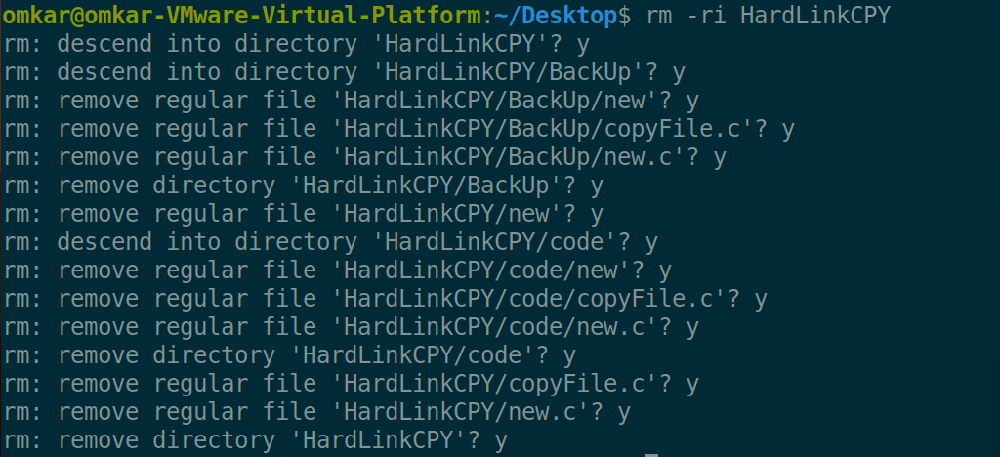 omkar@omkar-VMware-Virtual-Platform:~/Desktop$ rm -ri HardLinkCPY
rm: descend into directory 'HardLinkCPY'? y
rm: descend into directory 'HardLinkCPY/BackUp'? y
rm: remove regular file 'HardLinkCPY/BackUp/new'? y
rm: remove regular file 'HardLinkCPY/BackUp/copyFile.c'? y
rm: remove regular file 'HardLinkCPY/BackUp/new.c'? y
rm: remove directory 'HardLinkCPY/BackUp'? y
rm: remove regular file 'HardLinkCPY/new'? y
rm: descend into directory 'HardLinkCPY/code'? y
rm: remove regular file 'HardLinkCPY/code/new'? y
rm: remove regular file 'HardLinkCPY/code/copyFile.c'? y
rm: remove regular file 'HardLinkCPY/code/new.c'? y
rm: remove directory 'HardLinkCPY/code'? y
rm: remove regular file 'HardLinkCPY/copyFile.c'? y
rm: remove regular file 'HardLinkCPY/new.c'? y
rm: remove directory 'HardLinkCPY'? y